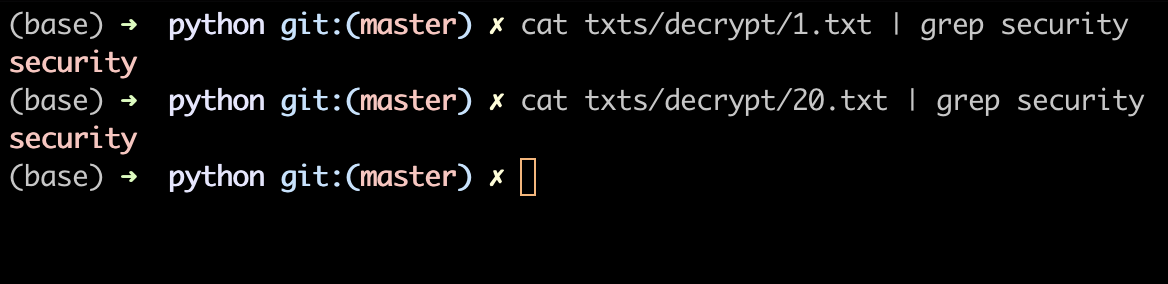 (base) ➜  python git:(master) ✗ cat txts/decrypt/1.txt | grep security
security
(base) ➜  python git:(master) ✗ cat txts/decrypt/20.txt | grep security
security
(base) ➜  python git:(master) ✗